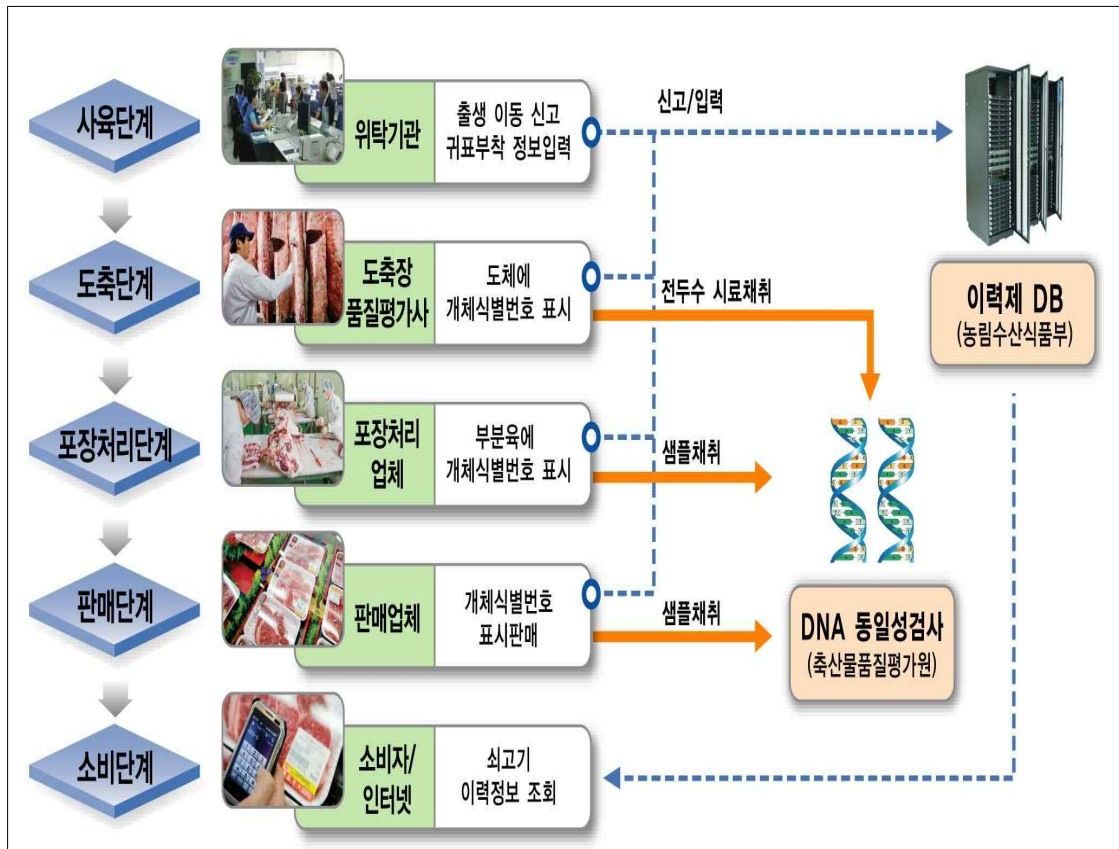 사육단계
위탁기관
출생 이동 신고
귀표부착 정보입력
신고/입력
이력제 DB
(농림수산식품부)
도축단계
도축장
품질평가사
도체에
개체식별번호 표시
전두수 시료채취
포장처리단계
포장처리
업체
부분육에
개체식별번호 표시
샘플채취
판매단계
판매업체
개체식별번호
표시판매
샘플채취
DNA 동일성검사
(축산물품질평가원)
소비단계
소비자/
인터넷
쇠고기
이력정보 조회